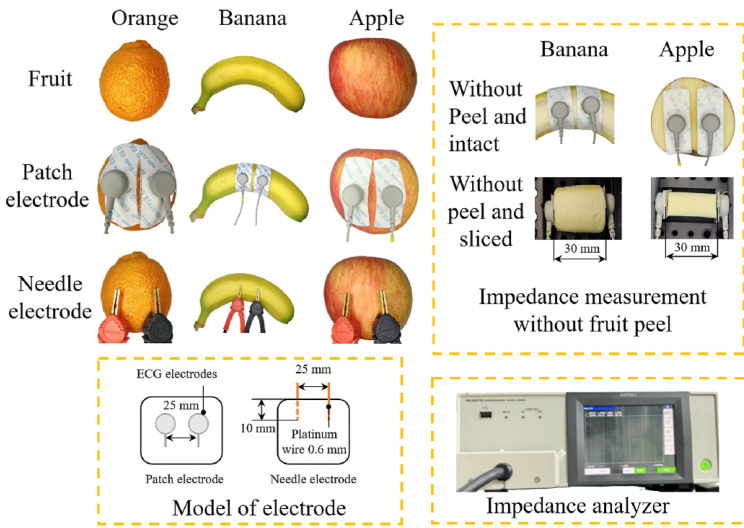 Orange Banana Apple
Fruit
Patch
electrode
Needle
electrode
Banana Apple
Without
Peel and
intact
Without
peel and
sliced
30 mm 30 mm
Impedance measurement
without fruit peel
ECG electrodes
25 mm
Patch electrode
25 mm
10 mm
Platinum
wire 0.6 mm
Needle electrode
Model of electrode
HIOKI
Impedance analyzer